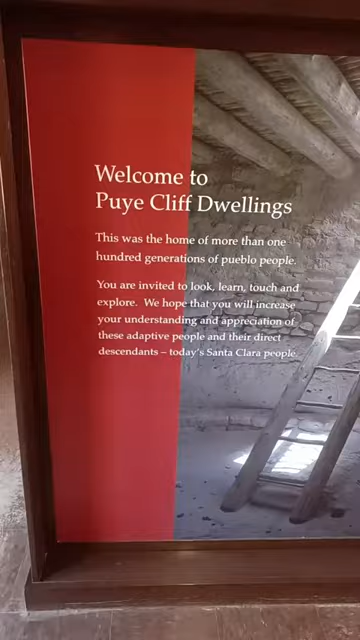 Welcome to
Puye Cliff Dwellings
This was the home of more than one
hundred generations of pueblo people.
You are invited to look, learn, touch and
explore. We hope that you will increase
your understanding and appreciation of
these adaptive people and their direct
descendants – today's Santa Clara people.